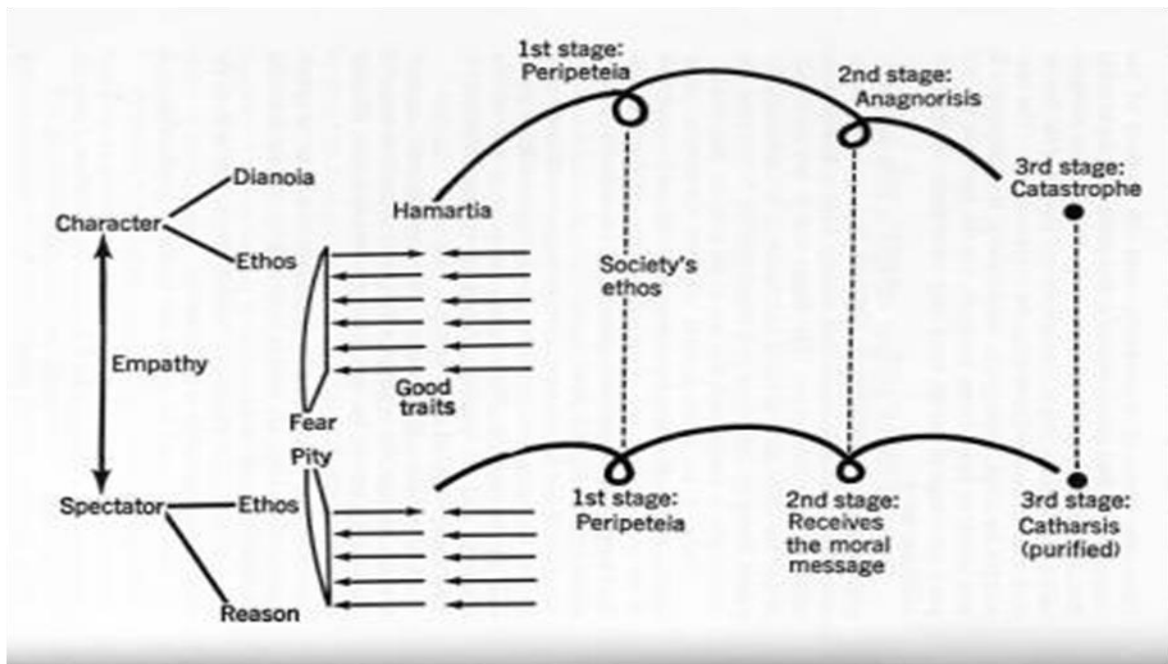 1st stage:
Peripeteia
2nd stage:
Anagnorisis
3rd stage:
Catastrophe
Dianoia
Character
Hamartia
Ethos
Society's
ethos
Empathy
Good
traits
Fear
Pity
Spectator
Ethos
1st stage:
Peripeteia
2nd stage:
Receives
the moral
message
3rd stage:
Catharsis
(purified)
Reason